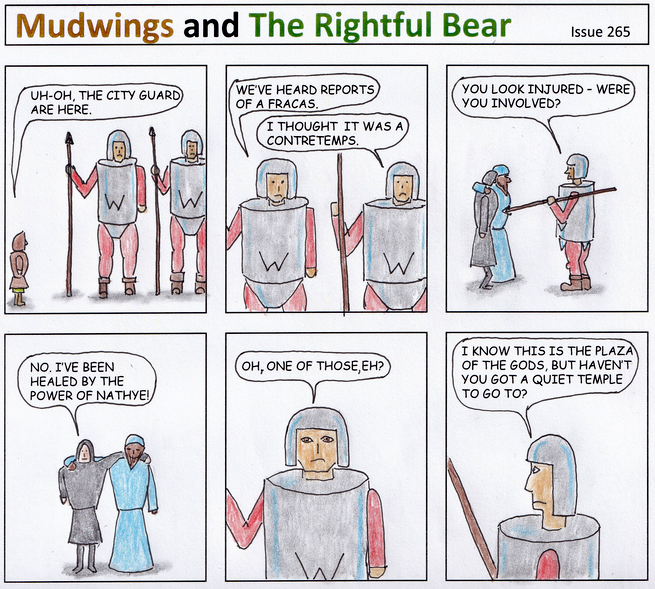 Mudwings and The Rightful Bear
Issue 265
UH-OH, THE CITY GUARD
ARE HERE.
W
W
WE'VE HEARD REPORTS
OF A FRACAS.
I THOUGHT IT WAS A
CONTRETEMPS.
W
W
YOU LOOK INJURED - WERE
YOU INVOLVED?
NO. I'VE BEEN
HEALED BY THE
POWER OF NATHYE!
OH, ONE OF THOSE,EH?
W
I KNOW THIS IS THE PLAZA
OF THE GODS, BUT HAVEN'T
YOU GOT A QUIET TEMPLE
TO GO TO?